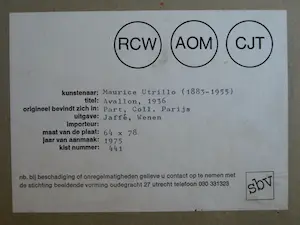 RCW AOM CJT
kunstenaar: Maurice Utrillo (1883-1955)
titel: Avallon, 1936
origineel bevindt zich in: Part. Coll. Parijs
uitgave: Jaffé, Wenen
importeur:
maat van de plaat: 64 x 78
jaar van aanmaak: 1975
kist nummer: 441
nb. bij beschadiging of onregelmatigheden gelieve u contact op te nemen met
de stichting beeldende vorming oudegracht 27 utrecht telefoon 030 331323
sbv